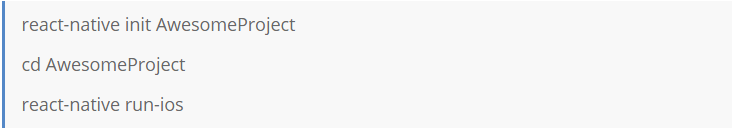 react-native init AwesomeProject
cd AwesomeProject
react-native run-ios